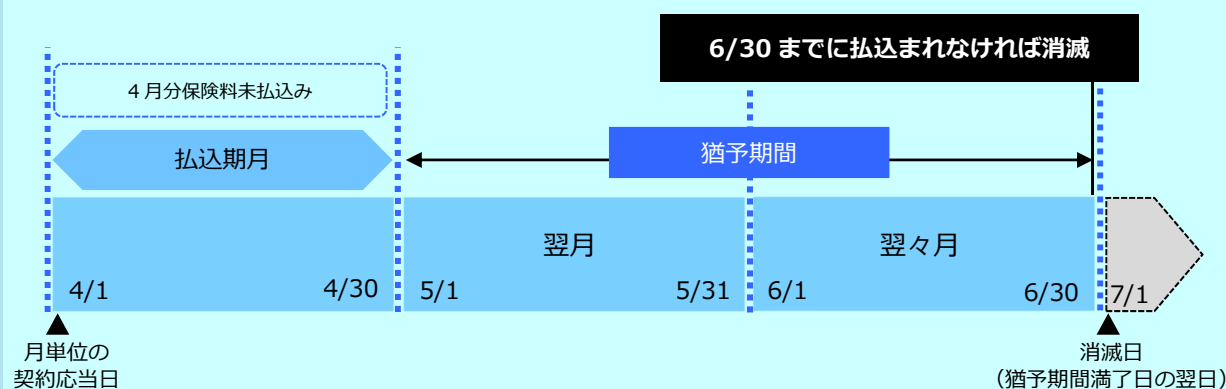 6/30 までに払込まれなければ消滅
4 月分保険料未払込み
払込期月
猶予期間
翌月
翌々月
4/1
4/30
5/1
5/31
6/1
6/30
7/1
月単位の
契約応当日
消滅日
（猶予期間満了日の翌日）